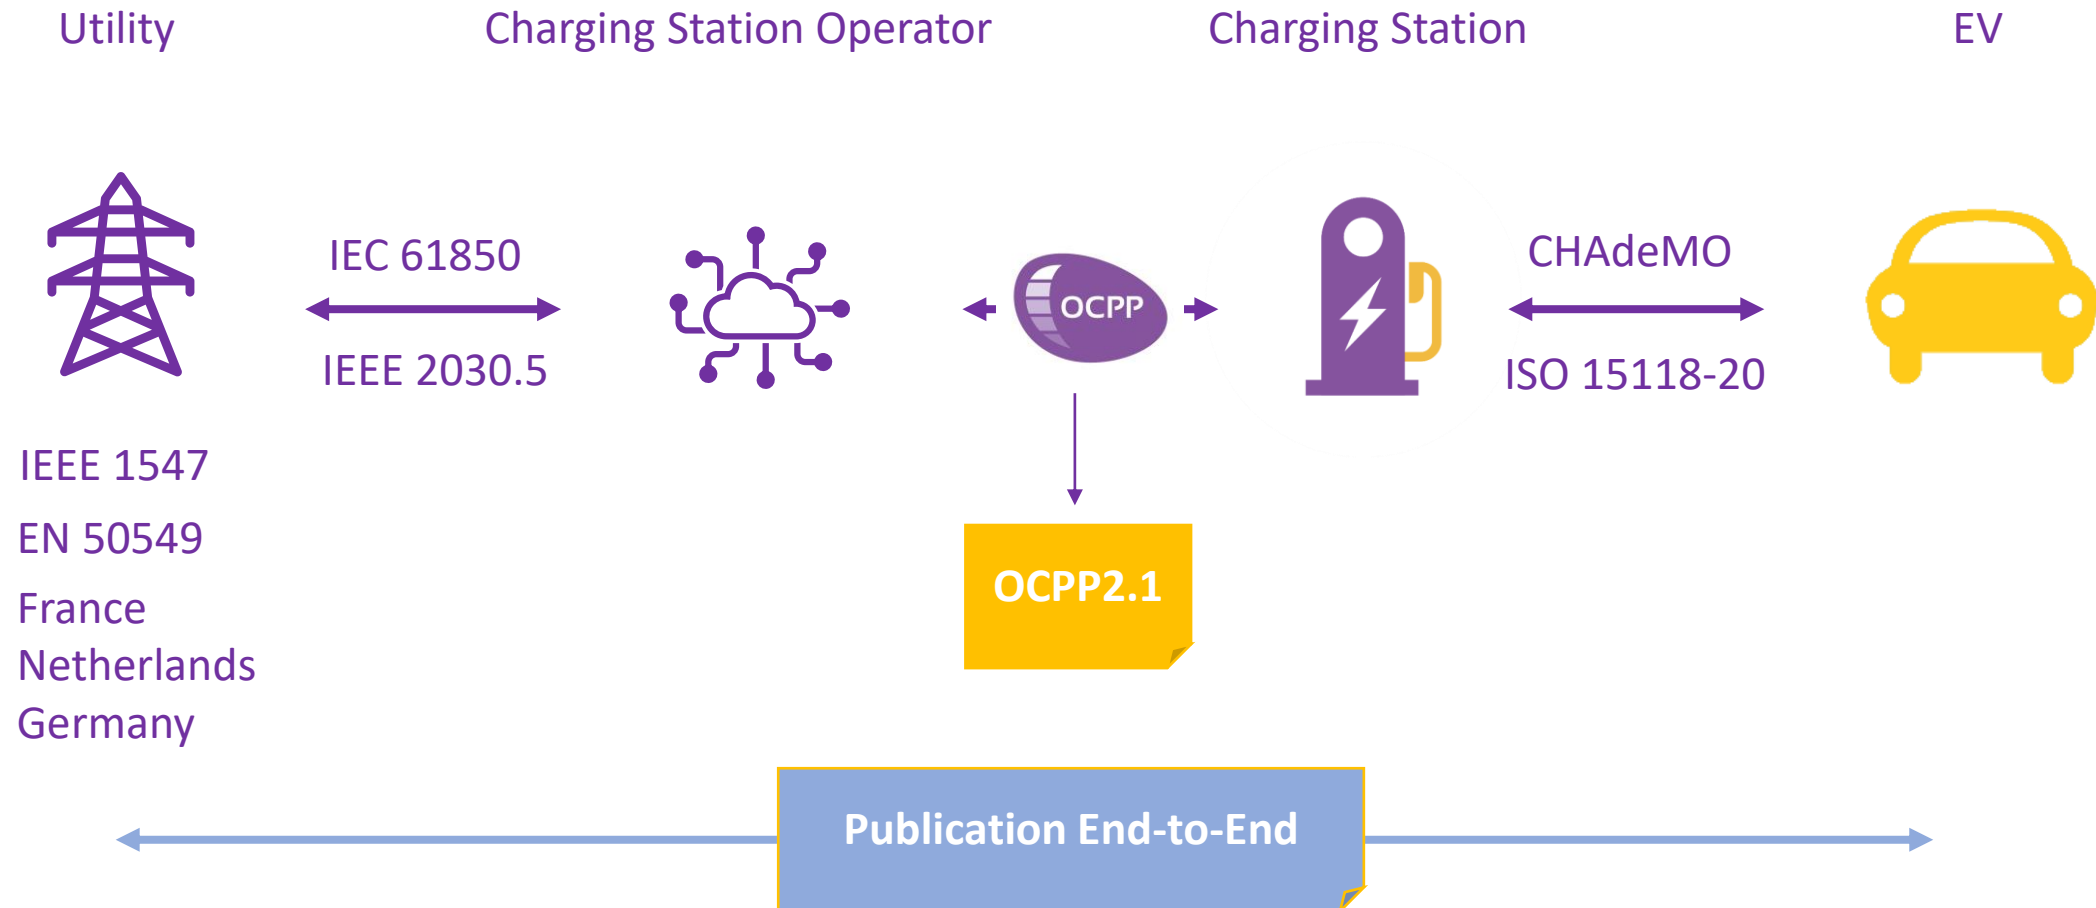 Utility
Charging Station Operator
Charging Station
EV
IEC 61850
IEEE 2030.5
OCPP
CHAdeMO
ISO 15118-20
IEEE 1547
EN 50549
France
Netherlands
Germany
OCPP2.1
Publication End-to-End